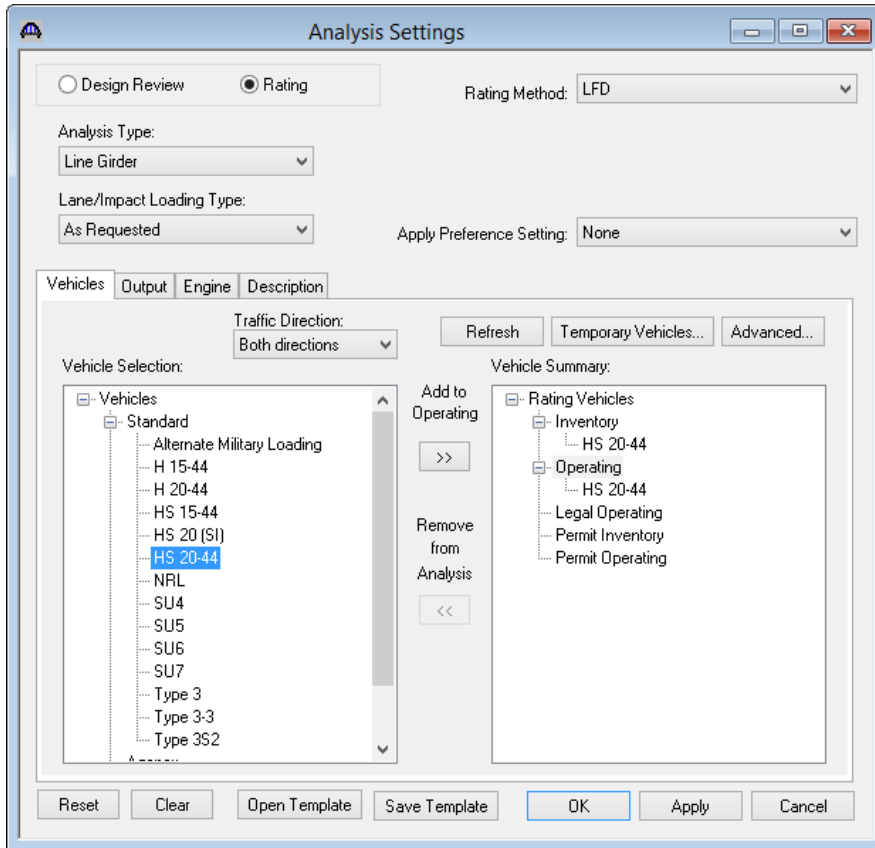 Analysis Settings
Design Review
Rating
Rating Method:
LFD
Analysis Type:
Line Girder
Lane/Impact Loading Type:
As Requested
Apply Preference Setting:
None
Vehicles
Output
Engine
Description
Traffic Direction:
Both directions
Refresh
Temporary Vehicles...
Advanced...
Vehicle Selection:
Vehicles
Standard
Alternate Military Loading
H 15-44
H 20-44
HS 15-44
HS 20 (SI)
HS 20-44
NRL
SU4
SU5
SU6
SU7
Type 3
Type 3-3
Type 3S2
Add to
Operating
>>
Remove
from
Analysis
<<
Vehicle Summary:
Rating Vehicles
Inventory
HS 20-44
Operating
HS 20-44
Legal Operating
Permit Inventory
Permit Operating
Reset
Clear
Open Template
Save Template
OK
Apply
Cancel